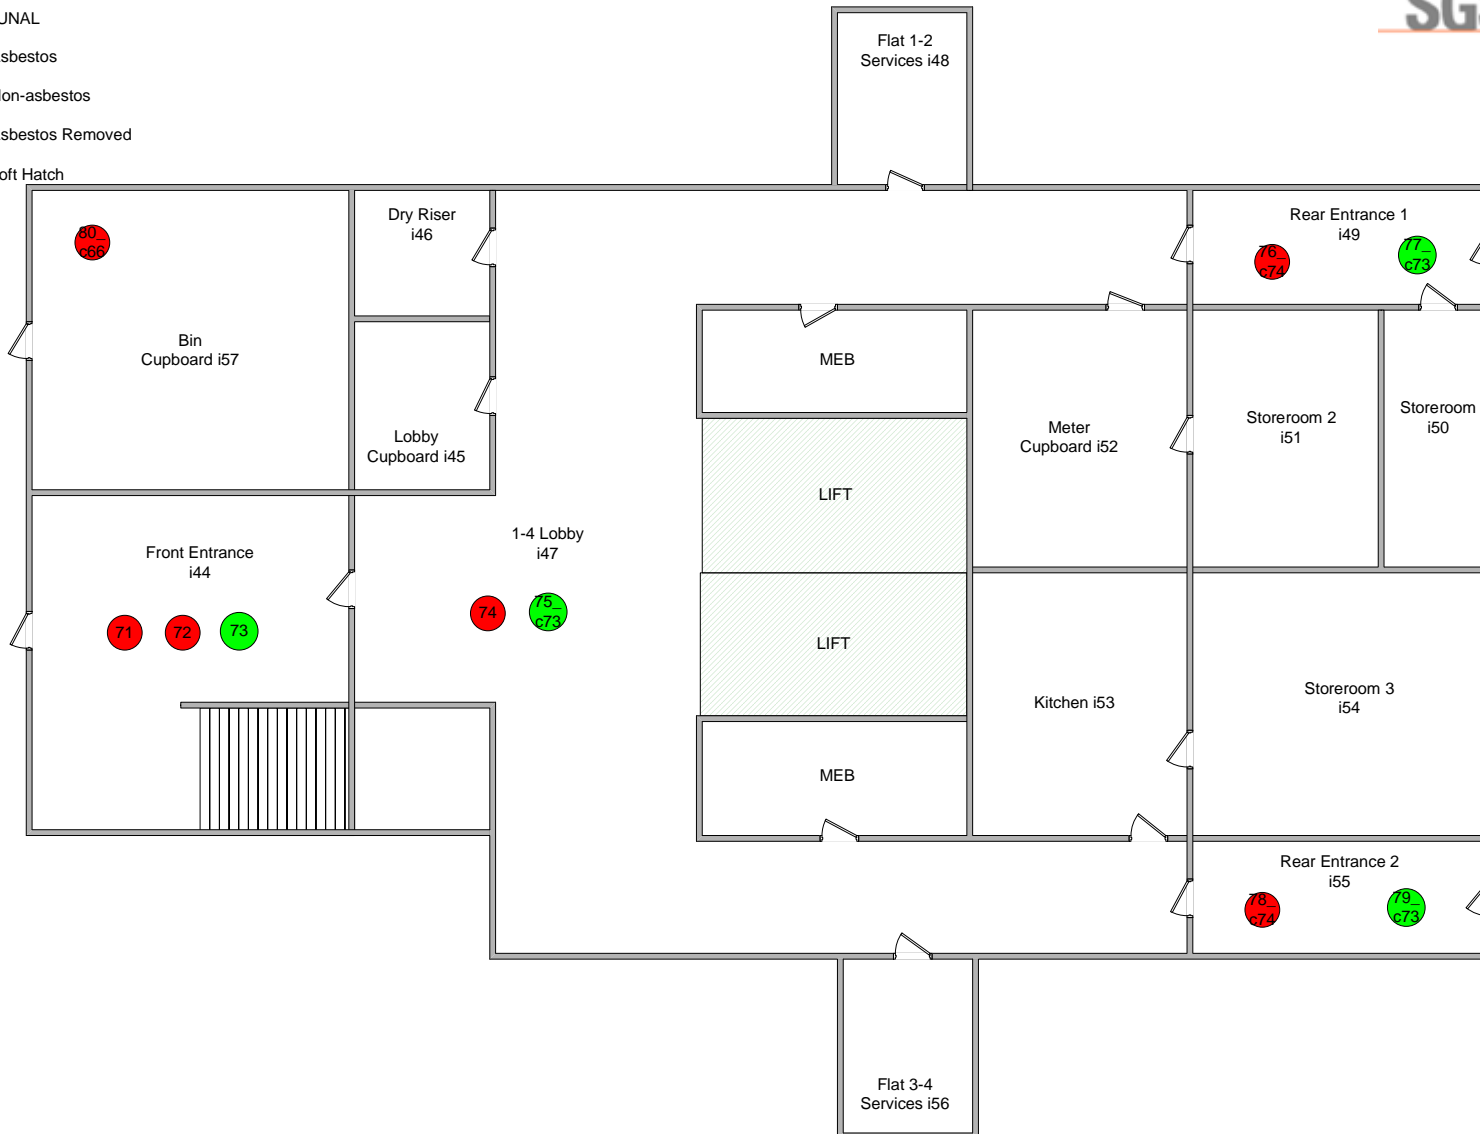 UNAL
sbestos
lon-asbestos
sbestos Removed
oft Hatch
SGS
Flat 1-2
Services i48
80_
c66
Dry Riser
i46
Rear Entrance 1
i49
76_
c74
77_
c73
Bin
Cupboard i57
MEB
Lobby
Cupboard i45
Meter
Cupboard i52
Storeroom 2
i51
Storeroom
i50
LIFT
1-4 Lobby
i47
Front Entrance
i44
71
72
73
74
75_
c73
LIFT
Kitchen i53
Storeroom 3
i54
MEB
Rear Entrance 2
i55
78_
c74
79_
c73
Flat 3-4
Services i56